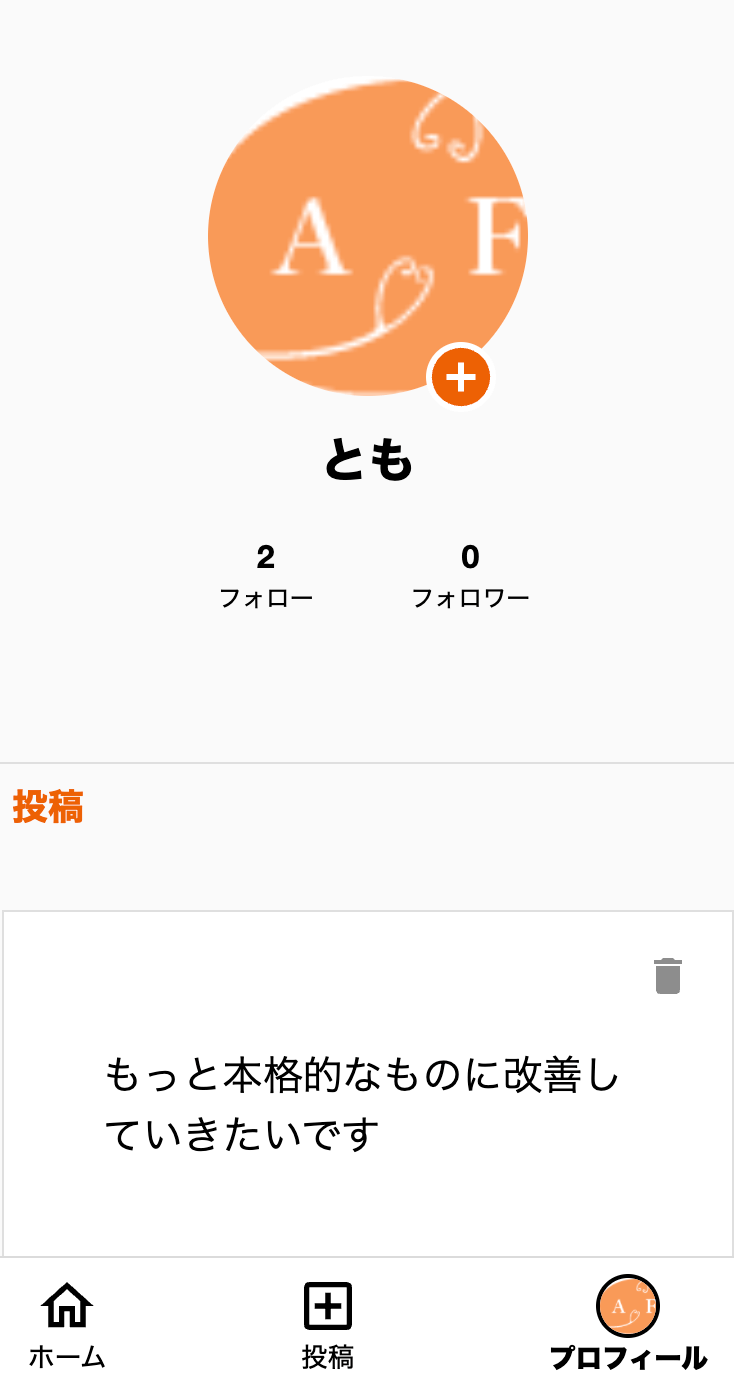 A F
とも
2 0
フォロー フォロワー
投稿
もっと本格的なものに改善し
ていきたいです
A F
ホーム 投稿 プロフィール